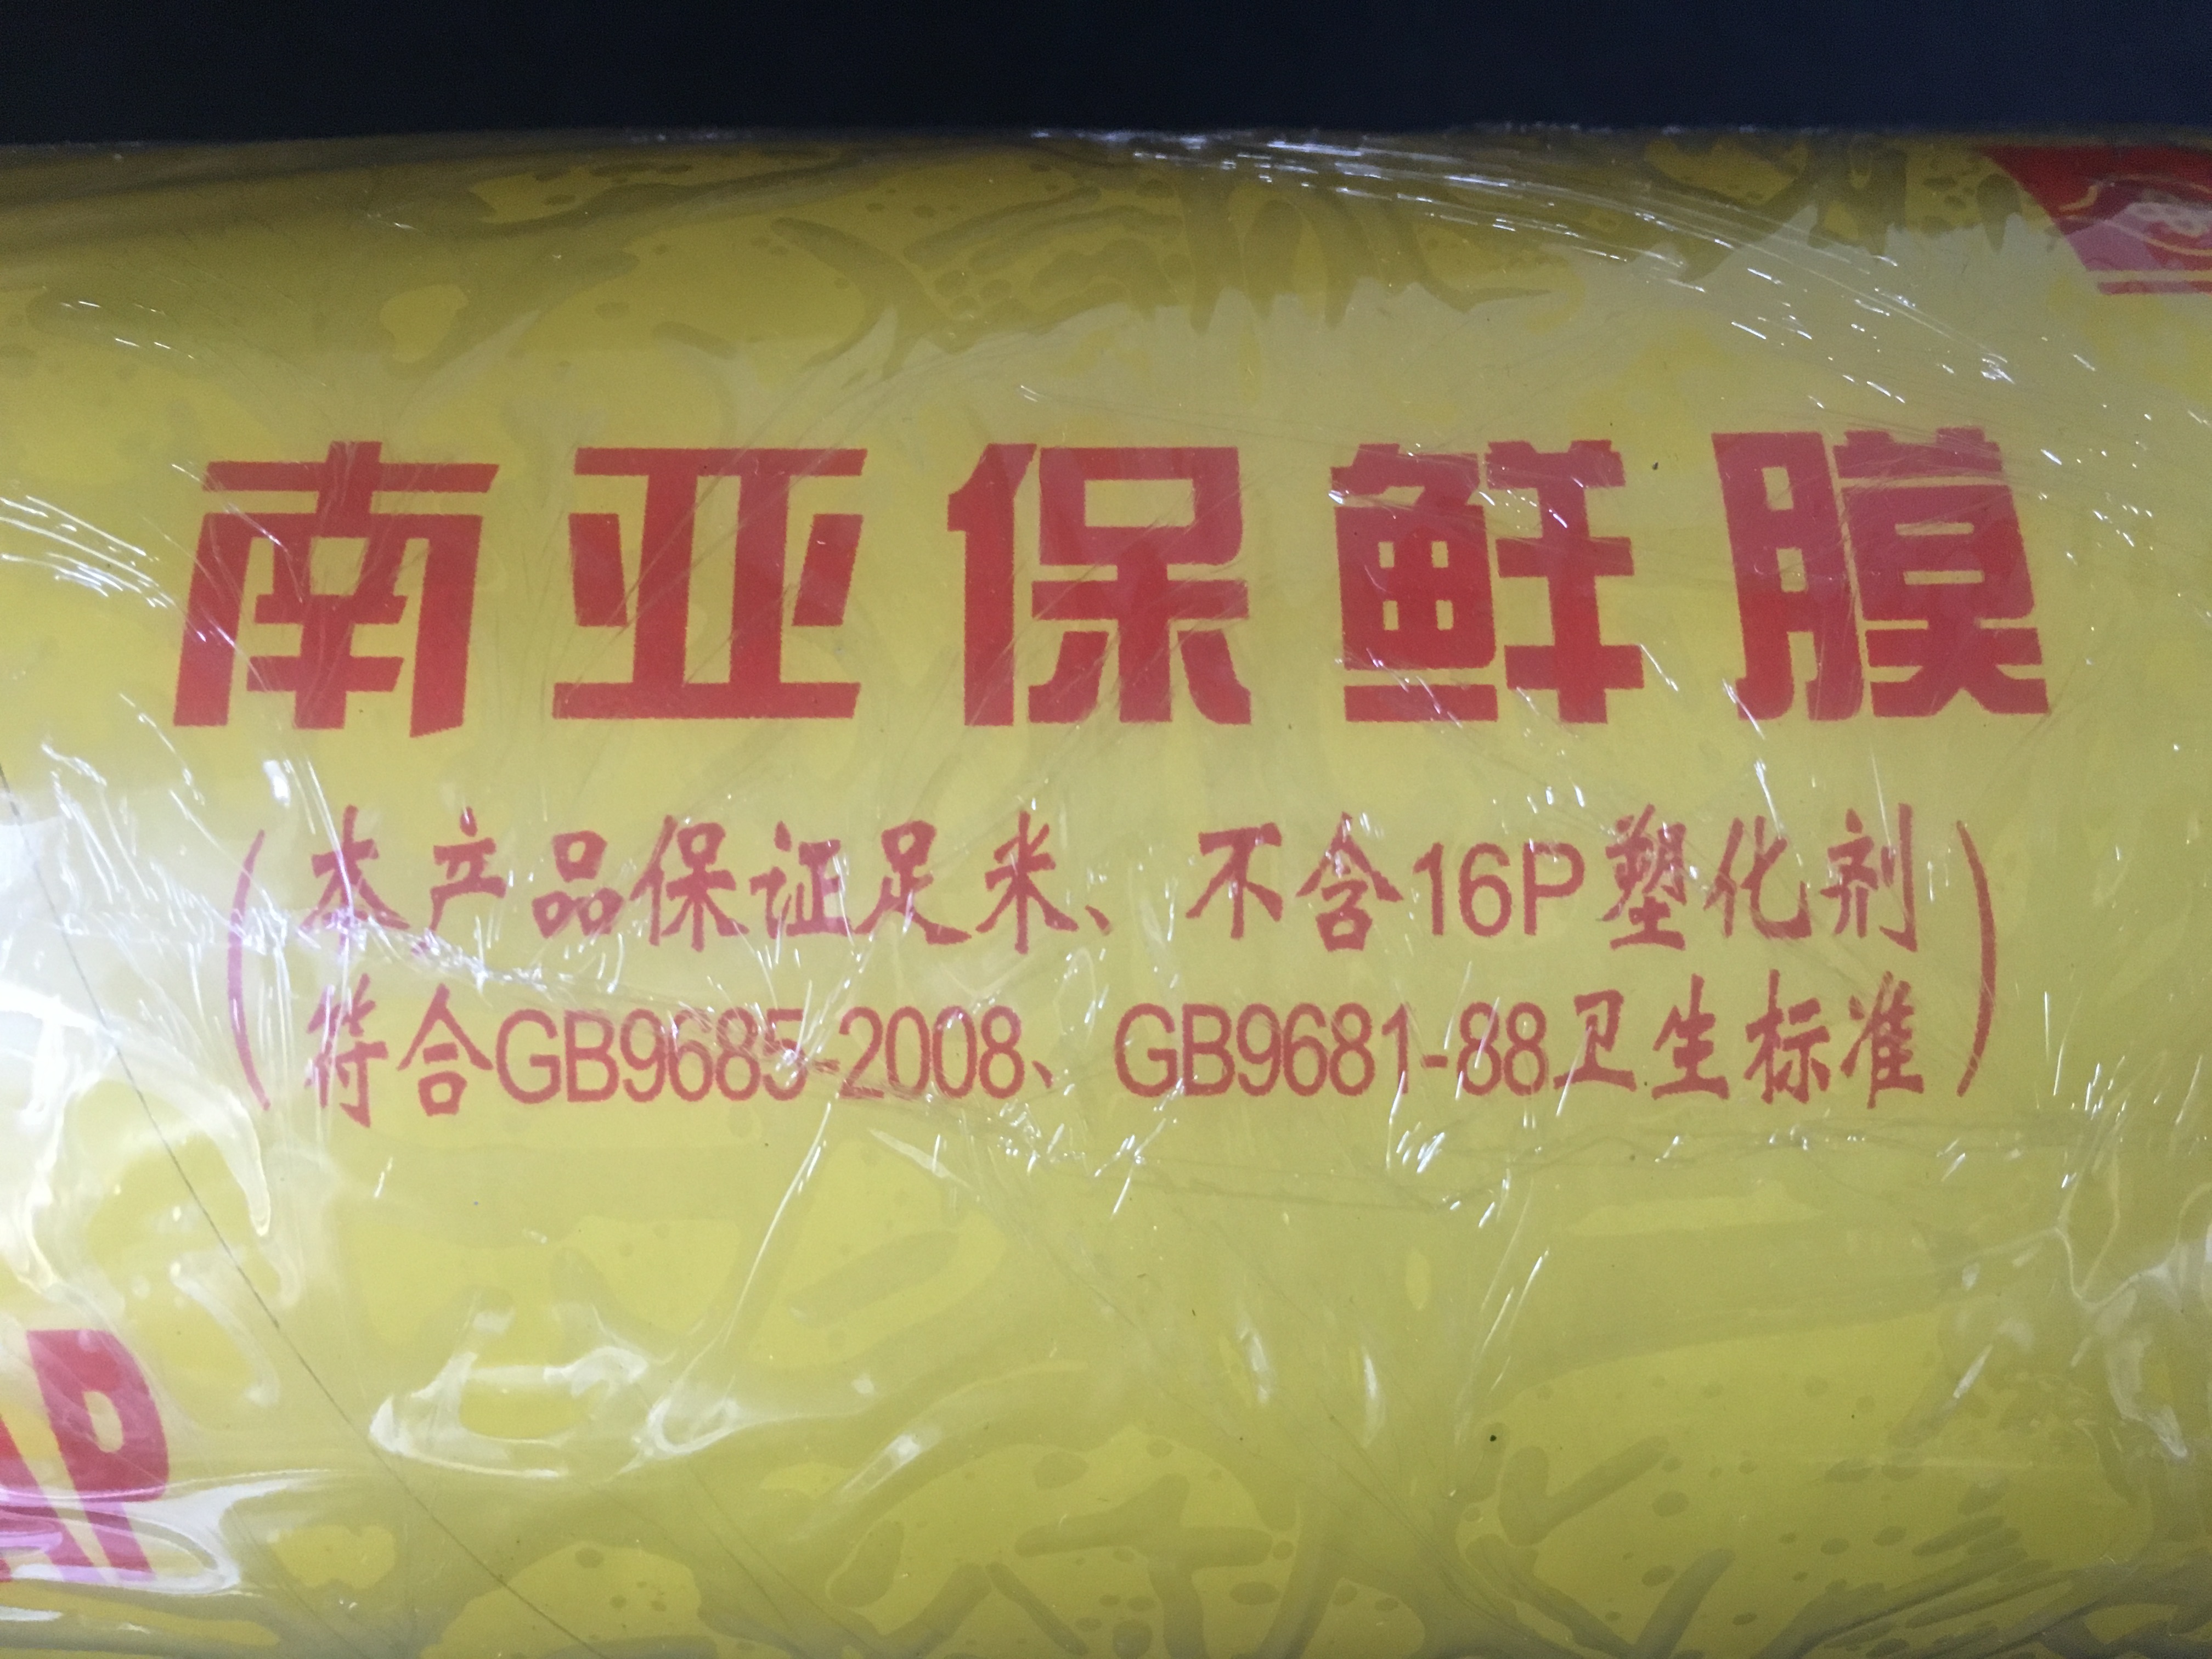 南亚保鲜膜
(本产品保证足米、不含16P塑化剂
符合GB9685-2008、GB9681-88卫生标准)
AP